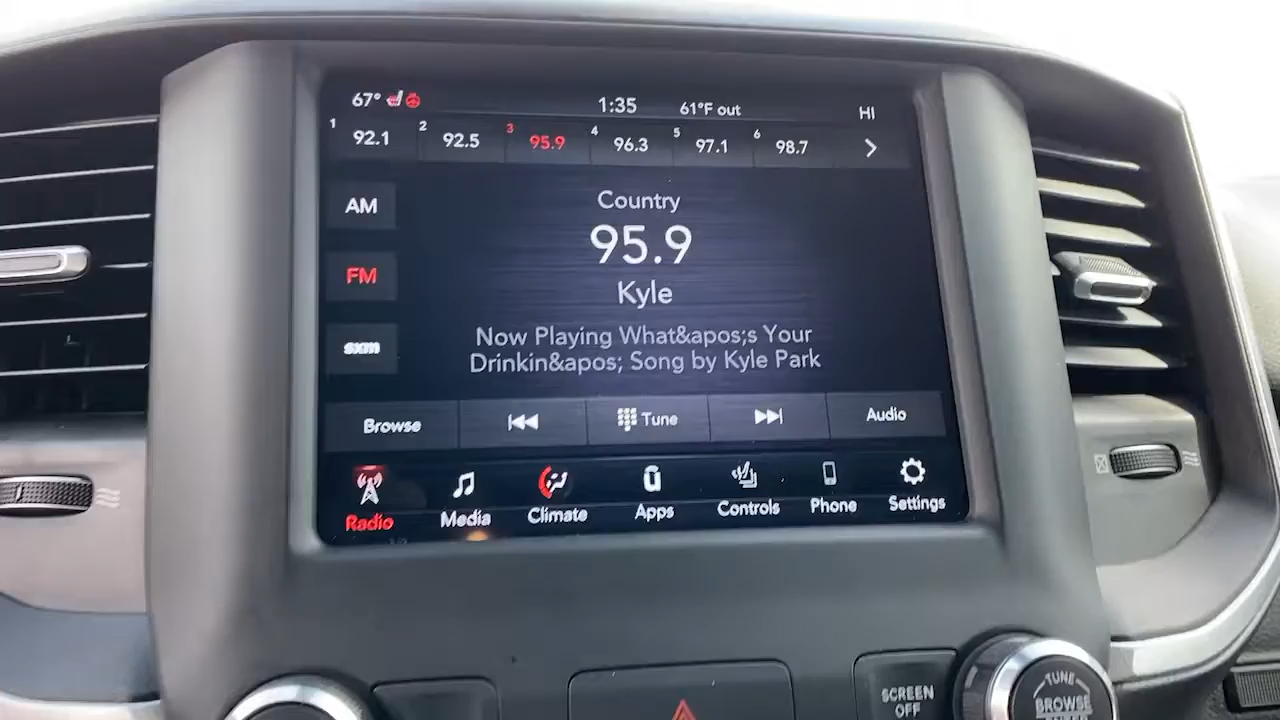 67° 1:35 61°F out HI
1 92.1 2 92.5 3 95.9 4 96.3 5 97.1 6 98.7
AM
FM
sxm
Country
95.9
Kyle
Now Playing What&apos;s Your
Drinkin&apos; Song by Kyle Park
Browse Tune Audio
Radio Media Climate Apps Controls Phone Settings
SCREEN
OFF
TUNE
BROWSE